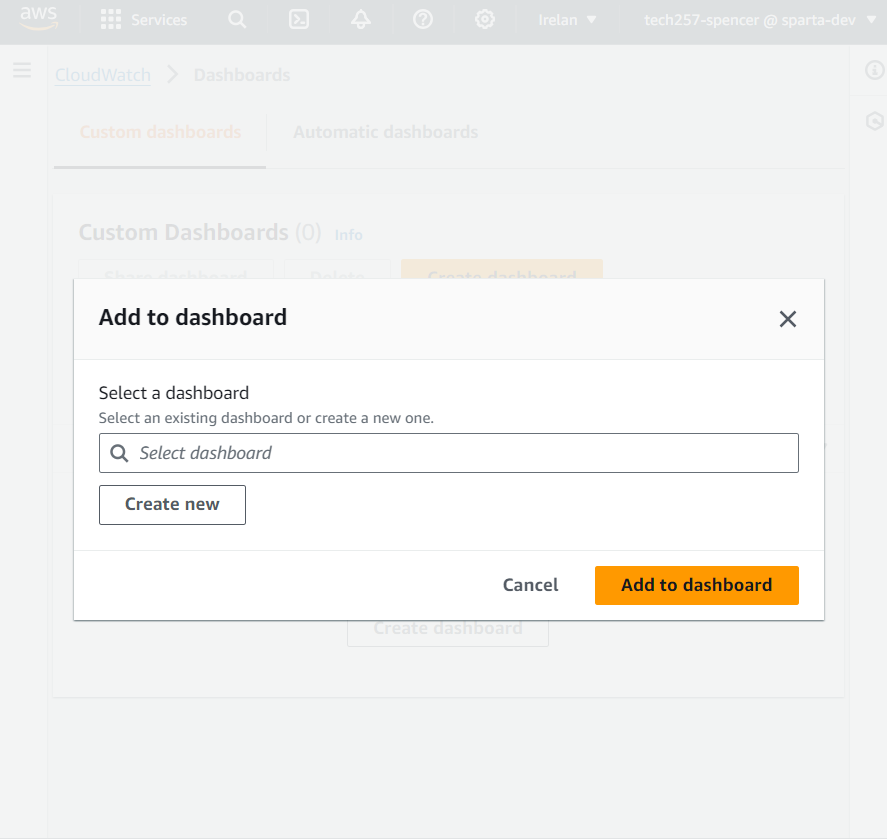 aws Services Irelan tech257-spencer @ sparta-dev
CloudWatch Dashboards
Custom dashboards Automatic dashboards
Custom Dashboards (0) Info
Share dashboard Delete Create dashboard
Add to dashboard
Select a dashboard
Select an existing dashboard or create a new one.
Select dashboard
Create new
Cancel Add to dashboard
Create dashboard